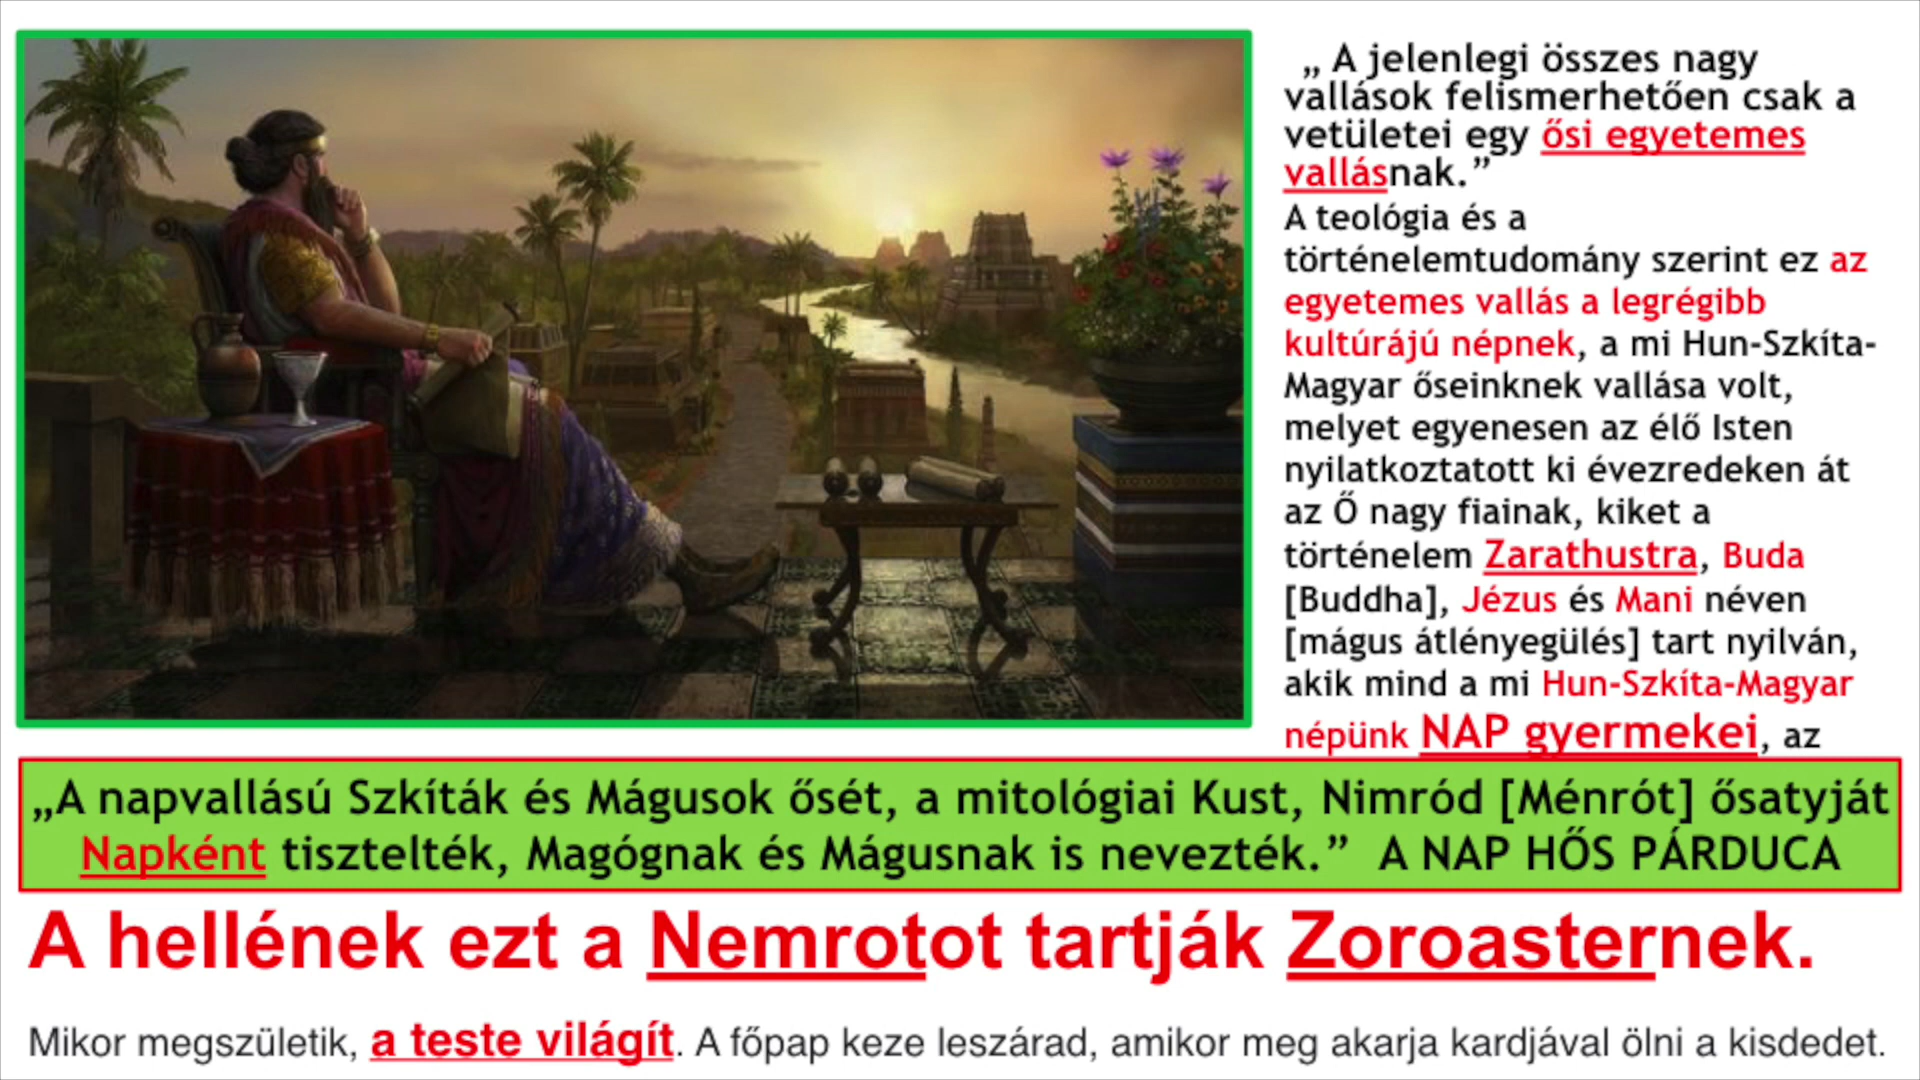 „ A jelenlegi összes nagy
vallások felismerhetően csak a
vetületei egy ősi egyetemes
vallásnak.”
A teológia és a
történelemtudomány szerint ez az
egyetemes vallás a legrégibb
kultúrájú népnek, a mi Hun-Szkíta-
Magyar őseinknek vallása volt,
melyet egyenesen az élő Isten
nyilatkoztatott ki évezredeken át
az Ő nagy fiainak, kiket a
történelem Zarathustra, Buda
[Buddha], Jézus és Mani néven
[mágus átlényegülés] tart nyilván,
akik mind a mi Hun-Szkíta-Magyar
népünk NAP gyermekei, az
„A napvallású Szkíták és Mágusok ősét, a mitológiai Kust, Nimród [Ménrót] ősatyját
Napként tisztelték, Magógnak és Mágusnak is nevezték.” A NAP HŐS PÁRDUCA
A hellének ezt a Nemrotot tartják Zoroasternek.
Mikor megszületik, a teste világít. A főpap keze leszárad, amikor meg akarja kardjával ölni a kisdedet.